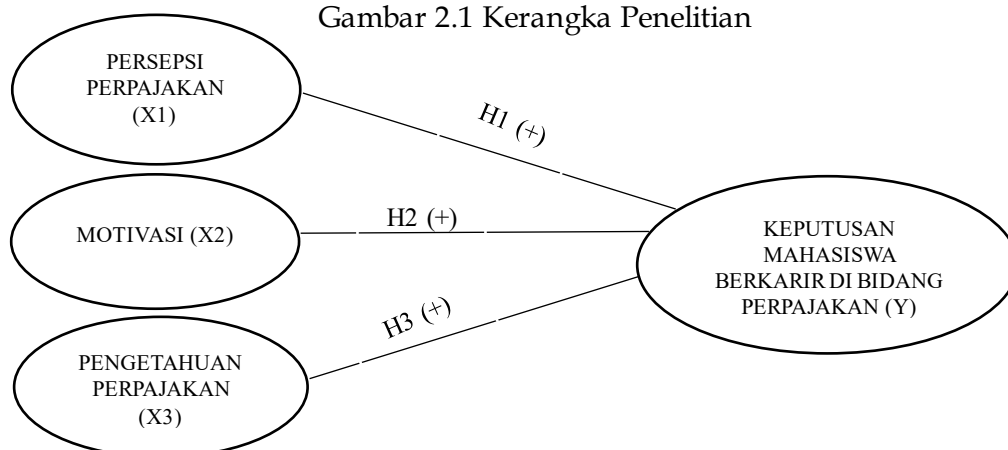 Gambar 2.1 Kerangka Penelitian
PERSEPSI
PERPAJAKAN
(X1)
H1 (+)
MOTIVASI (X2)
H2 (+)
KEPUTUSAN
MAHASISWA
BERKARIR DI BIDANG
PERPAJAKAN (Y)
H3 (+)
PENGETAHUAN
PERPAJAKAN
(X3)